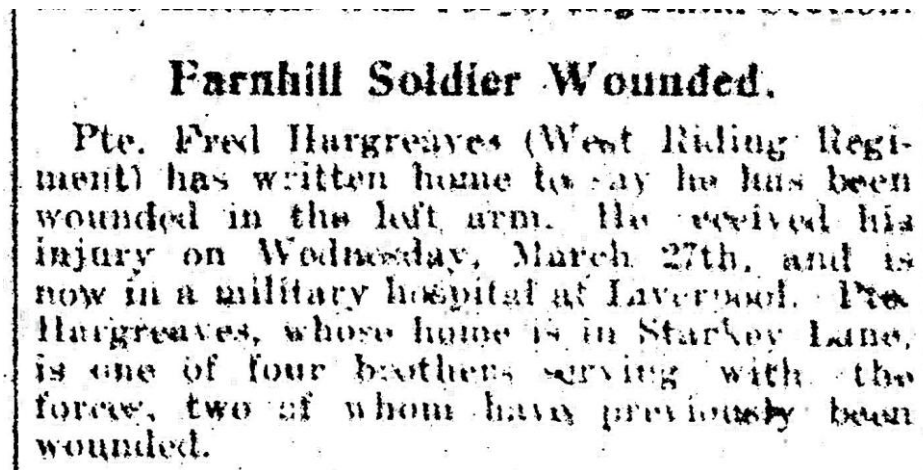 Farnhill Soldier Wounded.
Pte. Fred Hargreaves (West Riding Regi-
ment) has written home to say he has been
wounded in the left arm. He received his
injury on Wednesday, March 27th, and is
now in a military hospital at Liverpool. Pte.
Hargreaves, whose home is in Starkey Lane,
is one of four brothers serving with the
forces, two of whom have previously been
wounded.